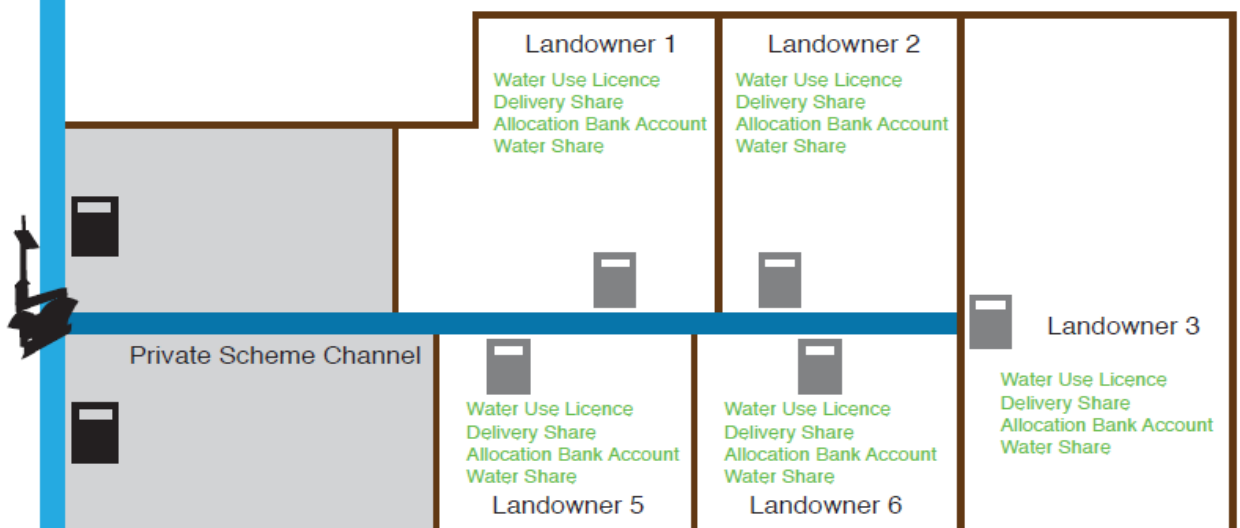 Landowner 1
Water Use Licence
Delivery Share
Allocation Bank Account
Water Share
Landowner 2
Water Use Licence
Delivery Share
Allocation Bank Account
Water Share
Landowner 3
Water Use Licence
Delivery Share
Allocation Bank Account
Water Share
Private Scheme Channel
Water Use Licence
Delivery Share
Allocation Bank Account
Water Share
Landowner 5
Water Use Licence
Delivery Share
Allocation Bank Account
Water Share
Landowner 6